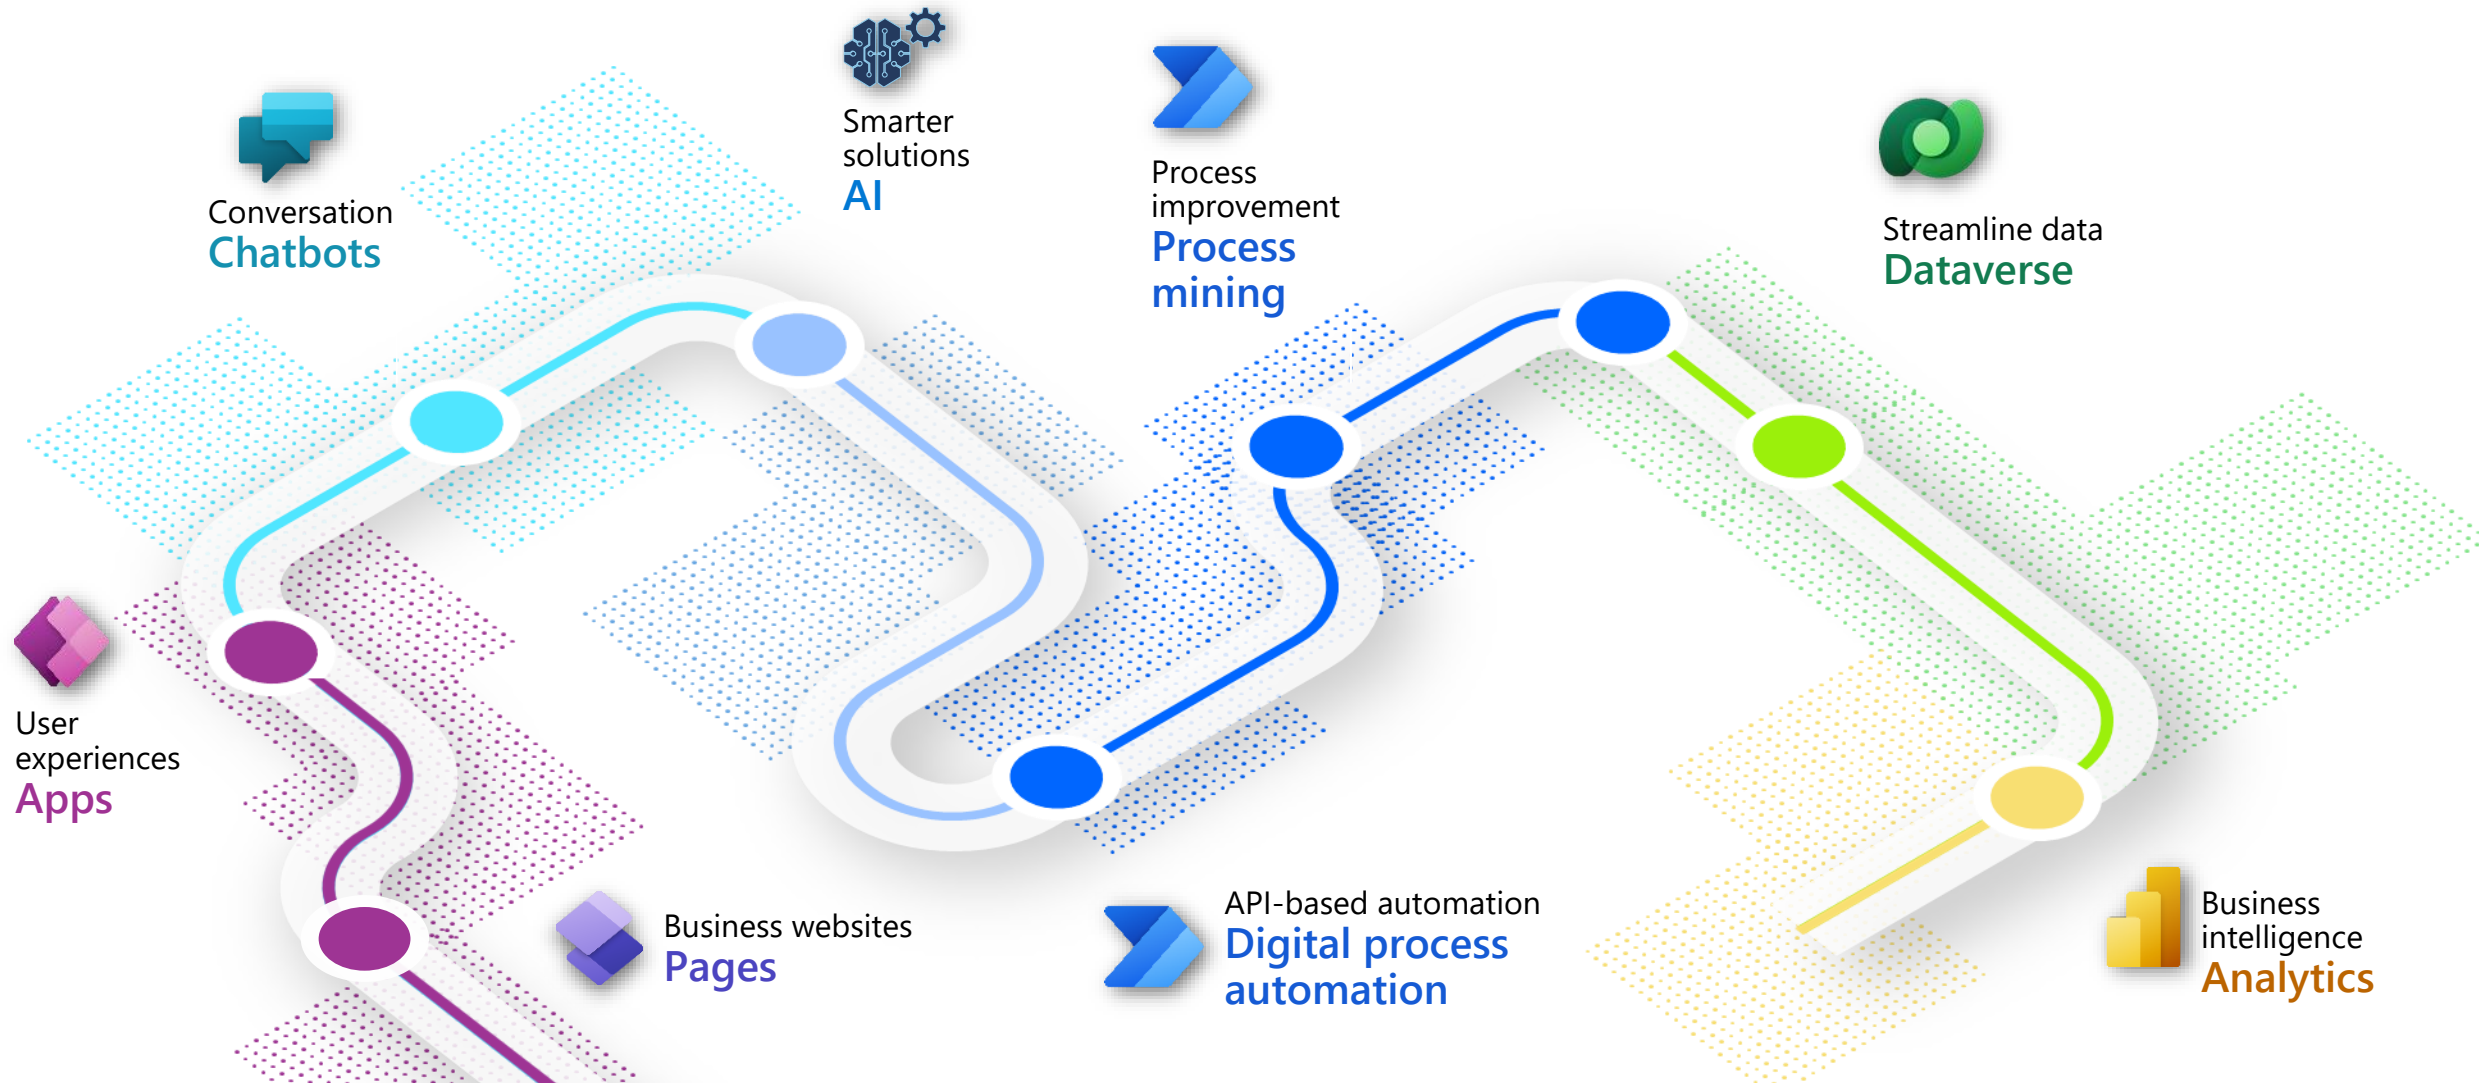 Conversation
Chatbots
Smarter
solutions
AI
Process
improvement
Process
mining
Streamline data
Dataverse
User
experiences
Apps
Business websites
Pages
API-based automation
Digital process
automation
Business
intelligence
Analytics